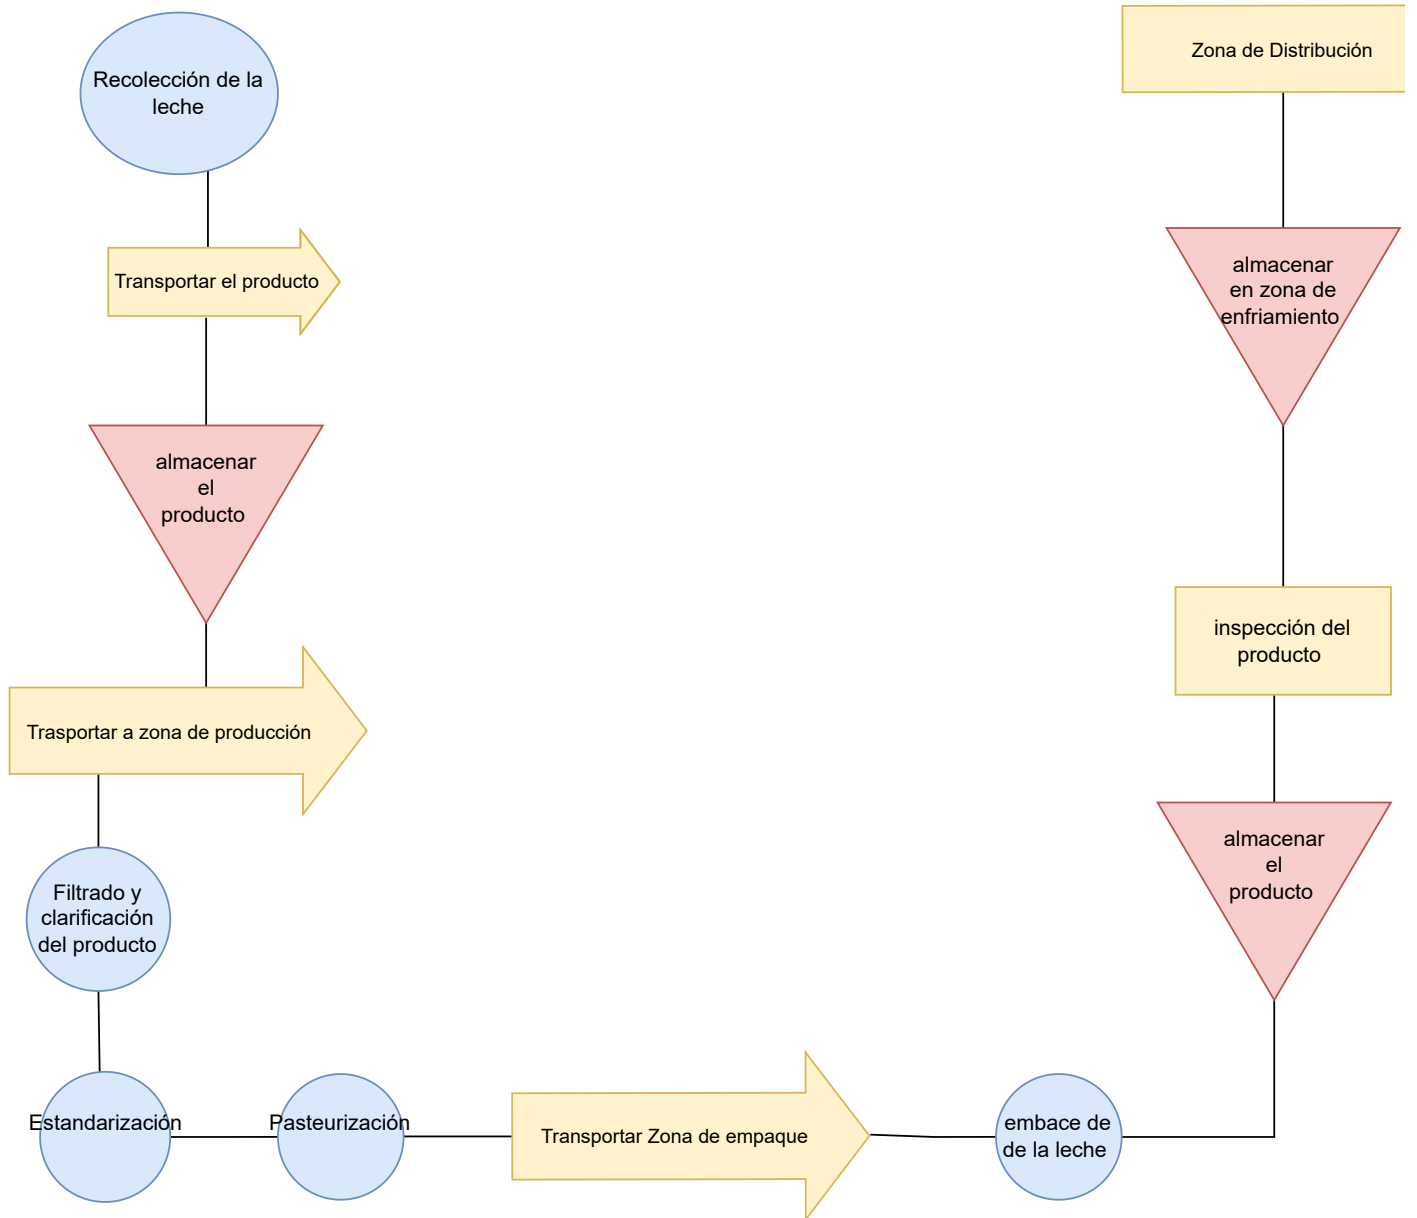 Recolección de la
leche
Transportar el producto
almacenar
el
producto
Trasportar a zona de producción
Filtrado y
clarificación
del producto
Estandarización
Pasteurización
Transportar Zona de empaque
embace de
de la leche
almacenar
el
producto
inspección del
producto
almacenar
en zona de
enfriamiento
Zona de Distribución